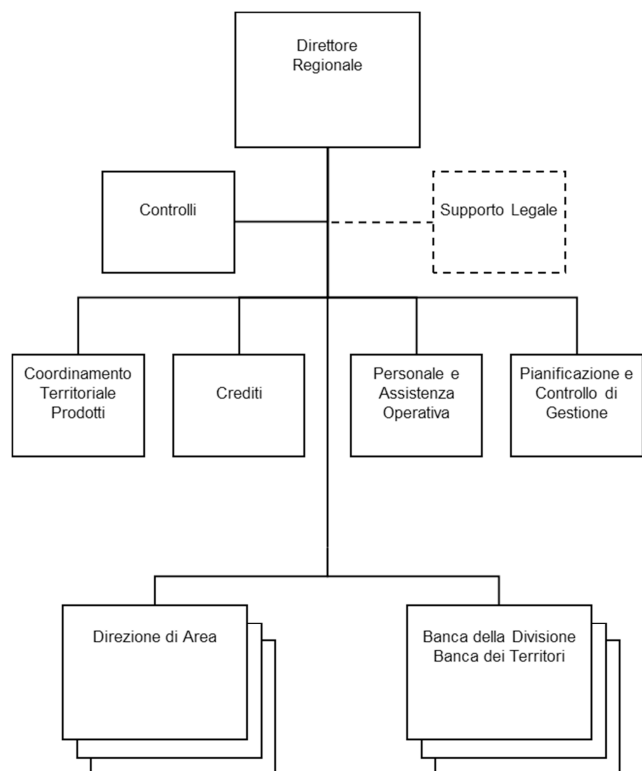 Direttore
Regionale
Controlli
Supporto Legale
Coordinamento
Territoriale
Prodotti
Crediti
Personale e
Assistenza
Operativa
Pianificazione e
Controllo di
Gestione
Direzione di Area
Banca della Divisione
Banca dei Territori